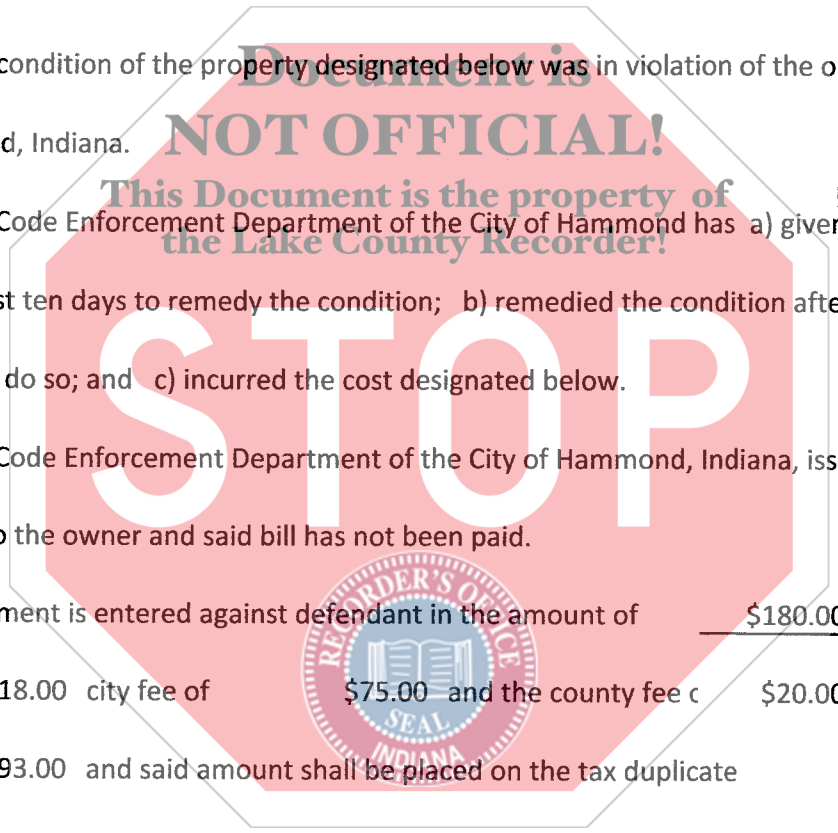 Document is
condition of the property designated below was in violation of the o
NOT OFFICIAL!
d, Indiana.
This Document is the property of
Code Enforcement Department of the City of Hammond has a) given
the Lake County Recorder!
st ten days to remedy the condition; b) remedied the condition afte
STOP
do so; and c) incurred the cost designated below.
Code Enforcement Department of the City of Hammond, Indiana, iss
o the owner and said bill has not been paid.
ment is entered against defendant in the amount of $180.00
RECORDER'S OFFICE
18.00 city fee of $75.00 and the county fee o $20.00
SEAL
INDIANA
93.00 and said amount shall be placed on the tax duplicate